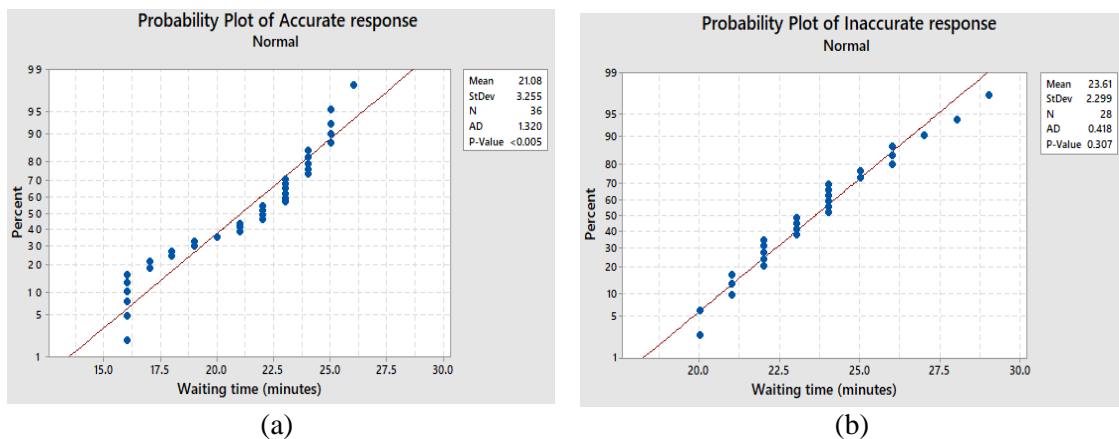 Probability Plot of Accurate response
Normal
99
95
90
80
70
60
50
40
30
20
10
5
1
Percent
15.0 17.5 20.0 22.5 25.0 27.5 30.0
Waiting time (minutes)
Mean 21.08
StDev 3.255
N 36
AD 1.320
P-Value <0.005
(a)
Probability Plot of Inaccurate response
Normal
99
95
90
80
70
60
50
40
30
20
10
5
1
Percent
20.0 22.5 25.0 27.5 30.0
Waiting time (minutes)
Mean 23.61
StDev 2.299
N 28
AD 0.418
P-Value 0.307
(b)